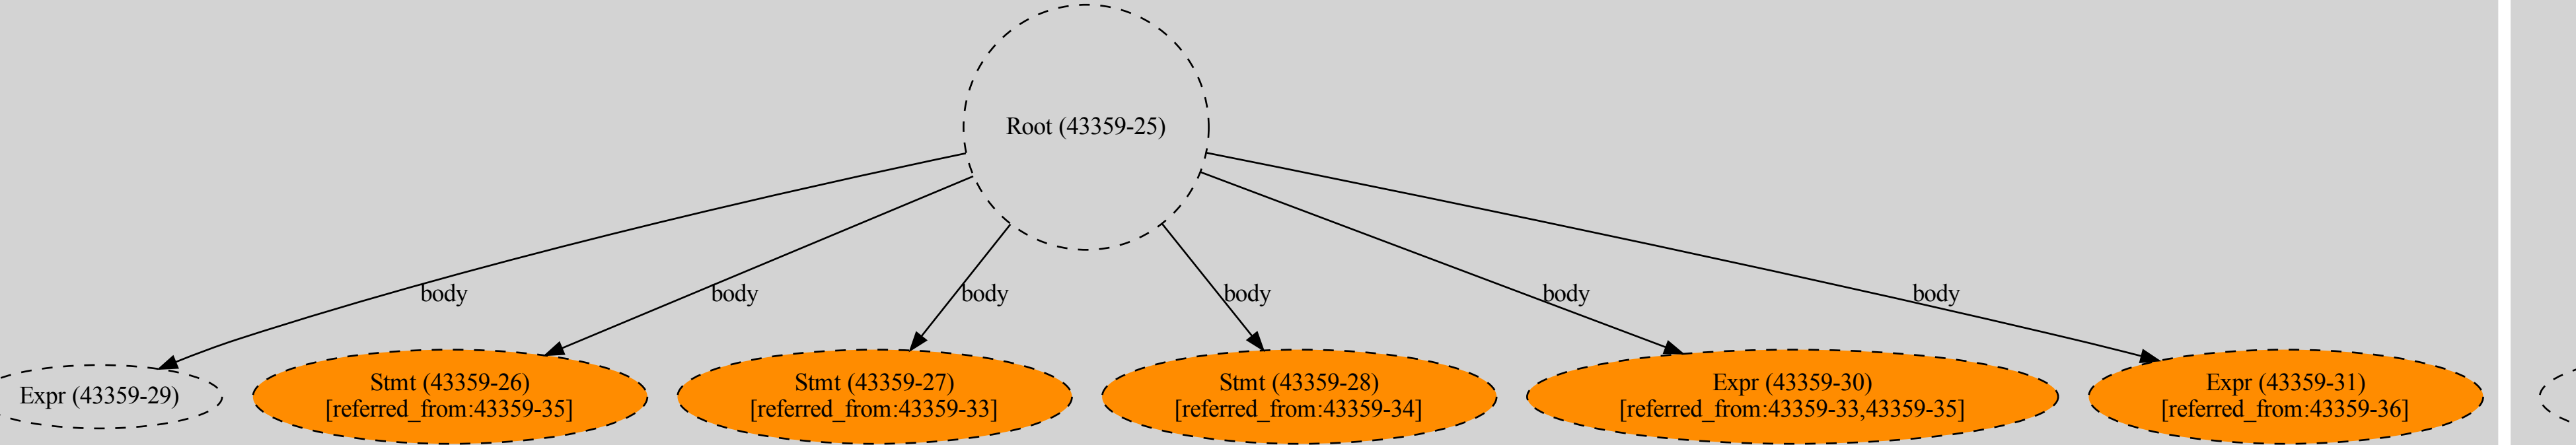 Root (43359-25)
body
body
body
body
body
body
Expr (43359-29)
Stmt (43359-26)
[referred_from:43359-35]
Stmt (43359-27)
[referred_from:43359-33]
Stmt (43359-28)
[referred_from:43359-34]
Expr (43359-30)
[referred_from:43359-33,43359-35]
Expr (43359-31)
[referred_from:43359-36]